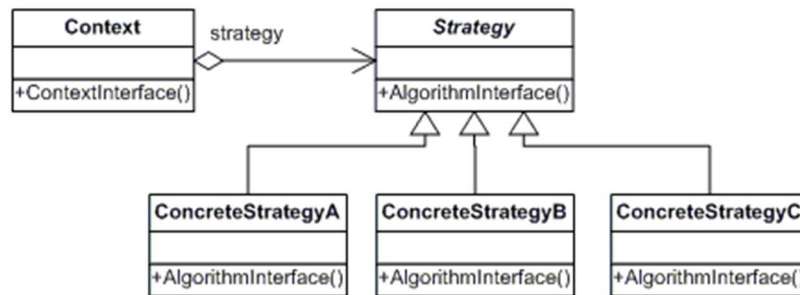 Context
strategy
Strategy
+ContextInterface()
+AlgorithmInterface()
ConcreteStrategyA
ConcreteStrategyB
ConcreteStrategyC
+AlgorithmInterface()
+AlgorithmInterface()
+AlgorithmInterface()